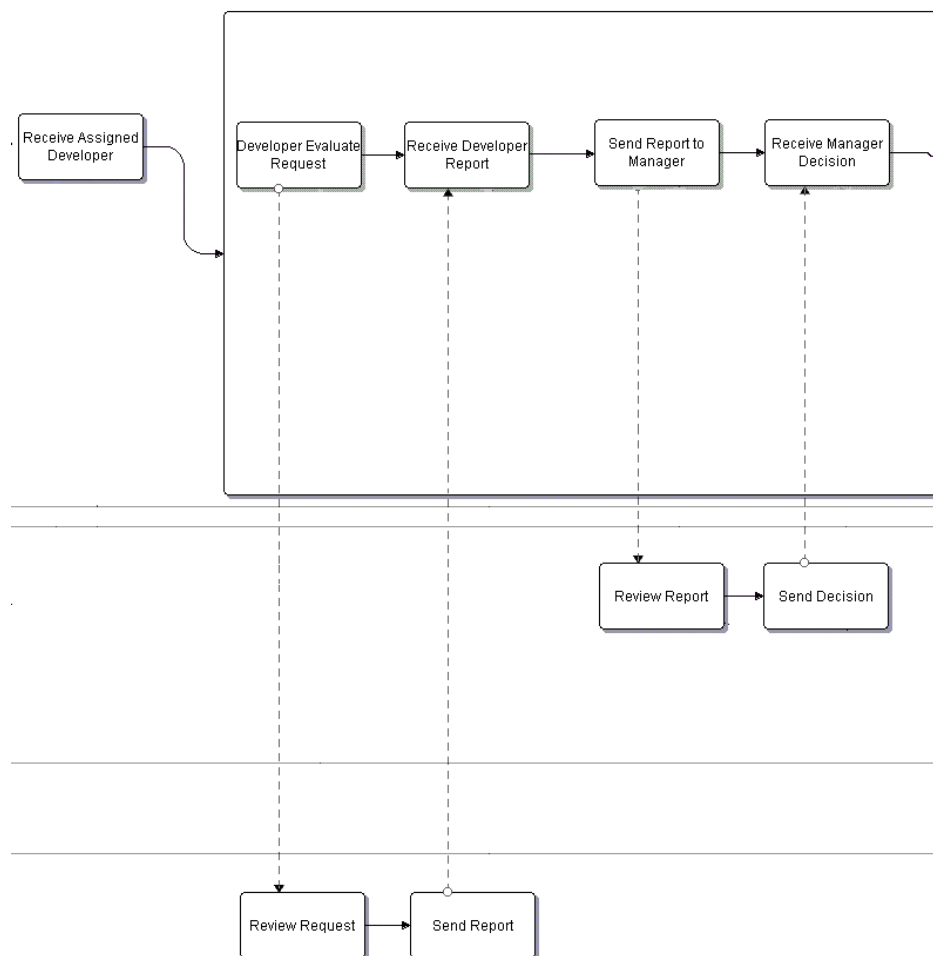 Receive Assigned
Developer
Developer Evaluate
Request
Receive Developer
Report
Send Report to
Manager
Receive Manager
Decision
Review Report
Send Decision
Review Request
Send Report